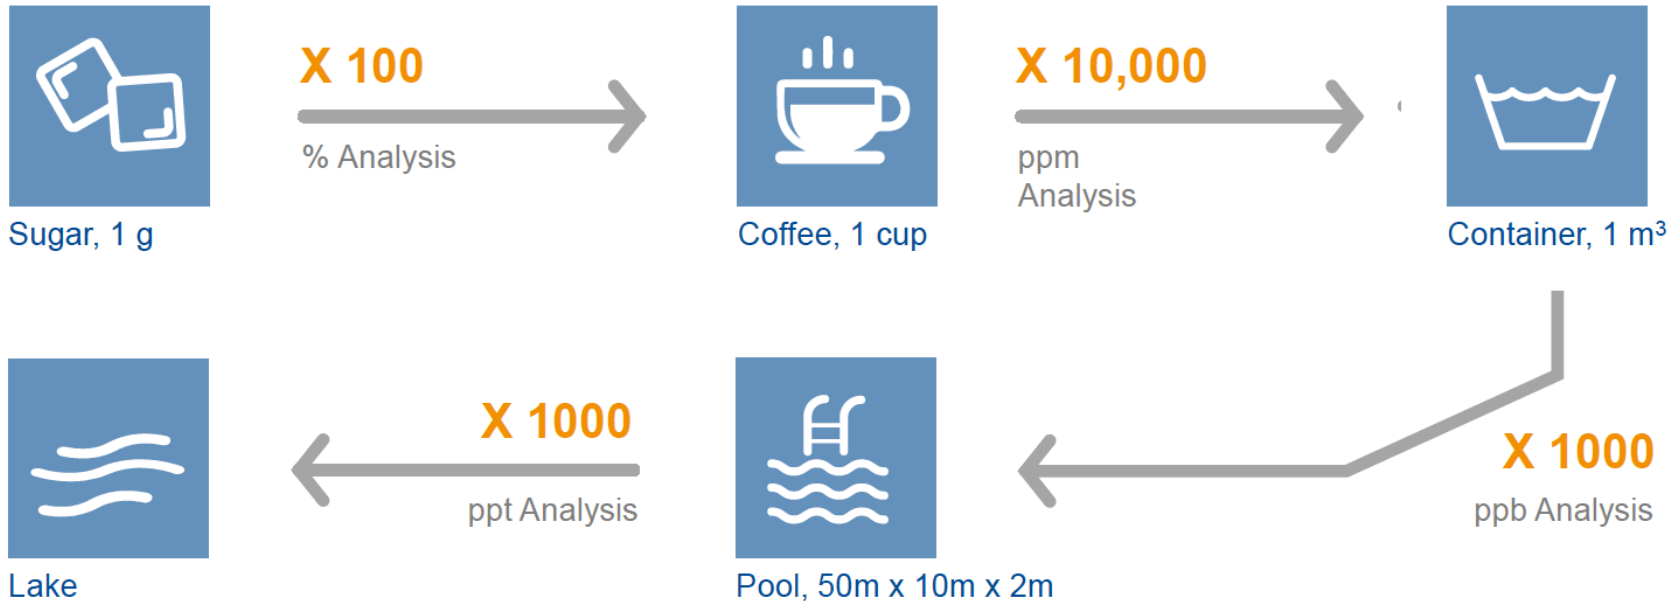 X 100
% Analysis
Sugar, 1 g
X 10,000
ppm
Analysis
Coffee, 1 cup
Container, 1 m³
X 1000
ppb Analysis
Pool, 50m x 10m x 2m
X 1000
ppt Analysis
Lake